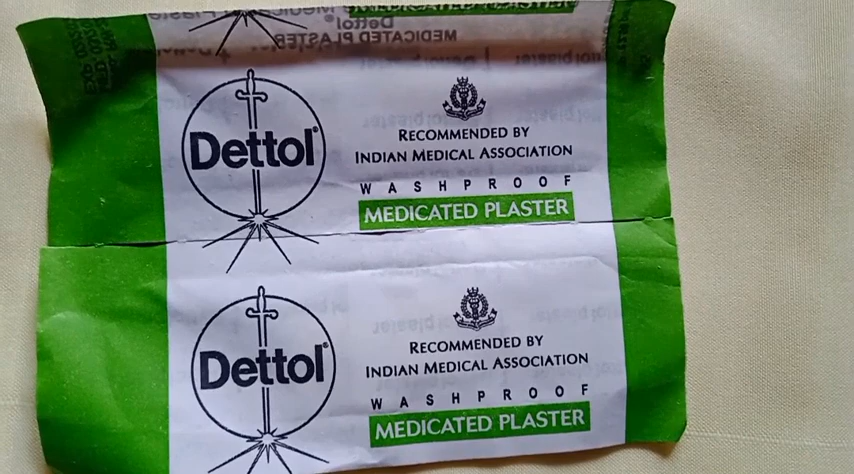 Dettol
MEDICATED PLASTER
Dettol
RECOMMENDED BY
INDIAN MEDICAL ASSOCIATION
WASHPROOF
MEDICATED PLASTER
Dettol
RECOMMENDED BY
INDIAN MEDICAL ASSOCIATION
WASHPROOF
MEDICATED PLASTER